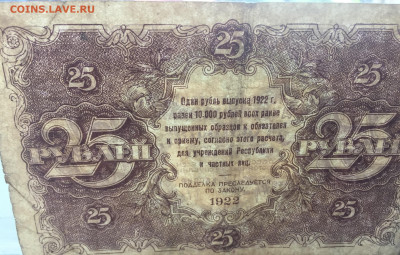 COINS.LAVE.RU
25
25
25
Один рубль выпуска 1922 г.
равен 10.000 рублей всех ранее
выпущенных образцов и обязателен
к приему, согласно этого расчета,
для учреждений Республики
и частных лиц.
25
РУБЛЕЙ
25
РУБЛЕЙ
ПОДДЕЛКА ПРЕСЛЕДУЕТСЯ
ПО ЗАКОНУ.
1922
25
25